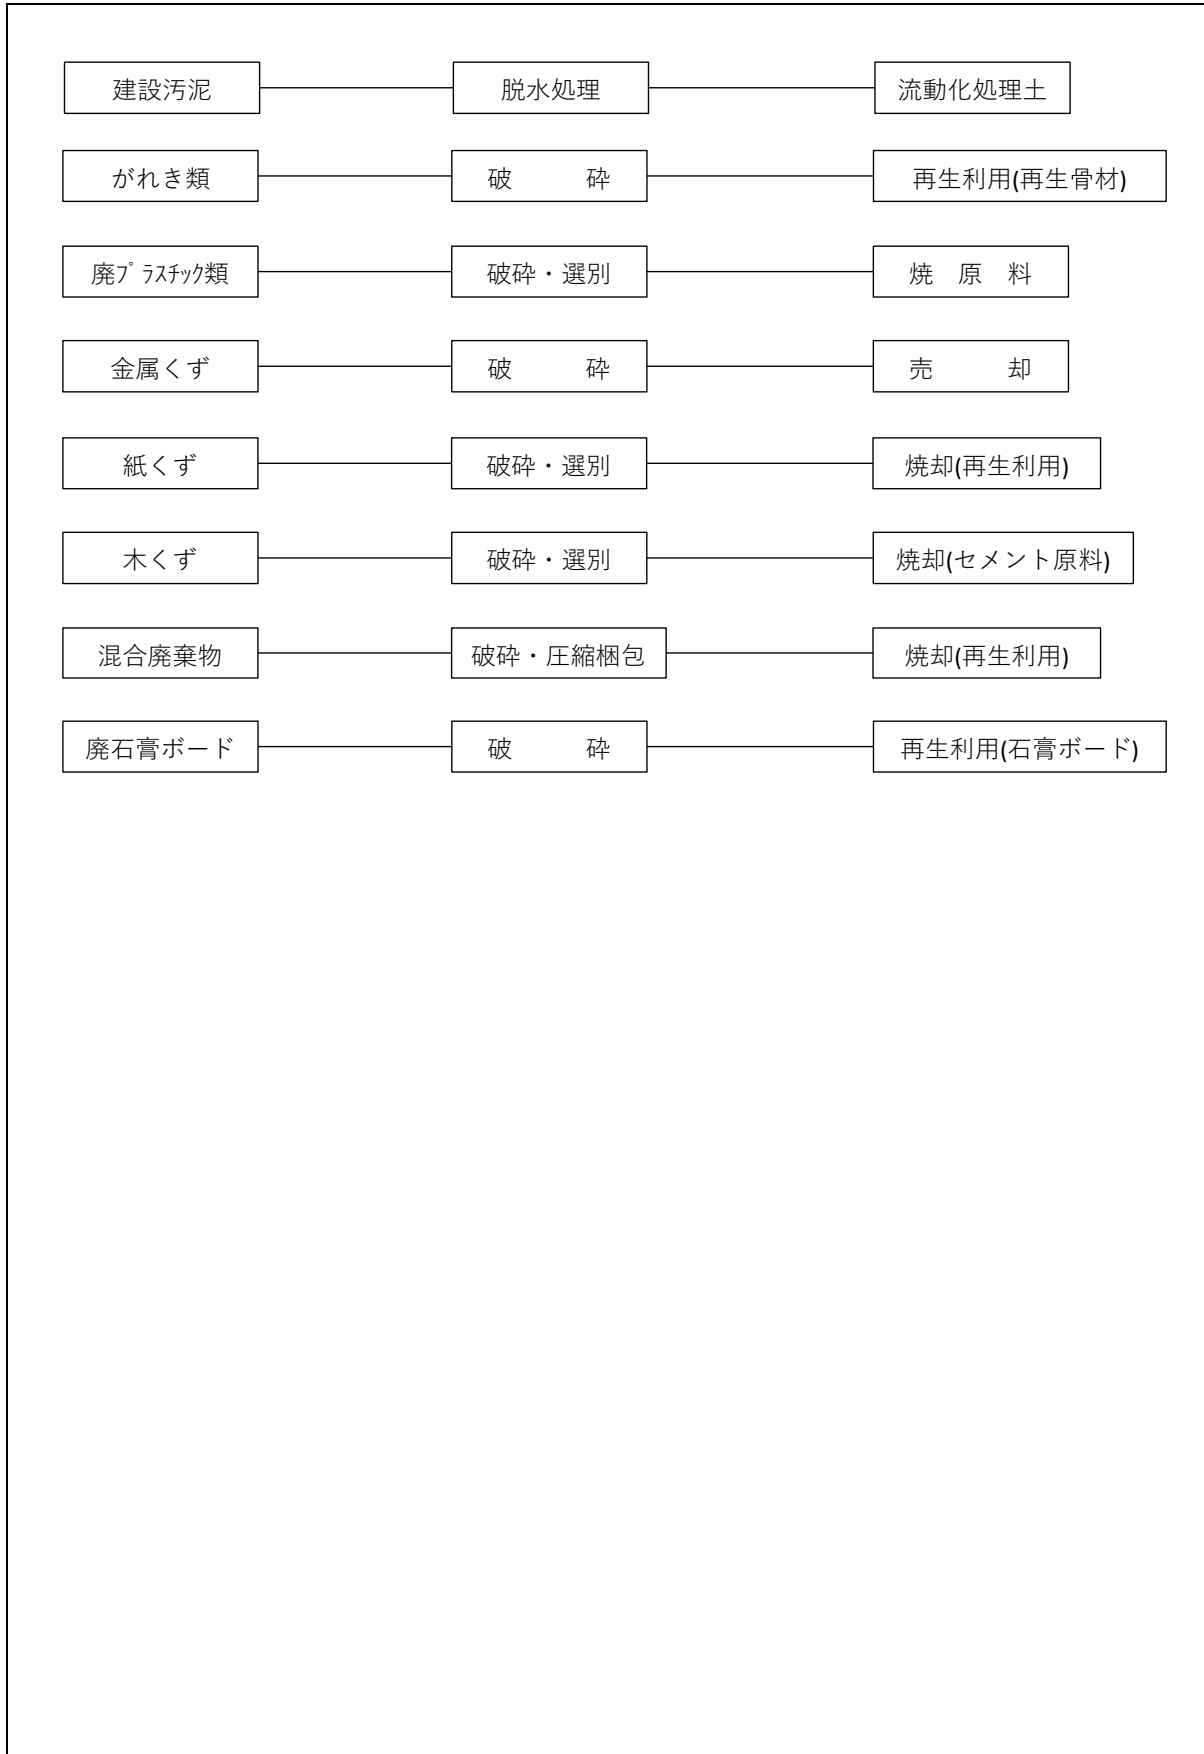 建設汚泥 脱水処理 流動化処理土
がれき類 破　　砕 再生利用(再生骨材)
廃ﾌﾟﾗｽﾁｯｸ類 破砕・選別 焼　原　料
金属くず 破　　砕 売　　却
紙くず 破砕・選別 焼却(再生利用)
木くず 破砕・選別 焼却(セメント原料)
混合廃棄物 破砕・圧縮梱包 焼却(再生利用)
廃石膏ボード 破　　砕 再生利用(石膏ボード)